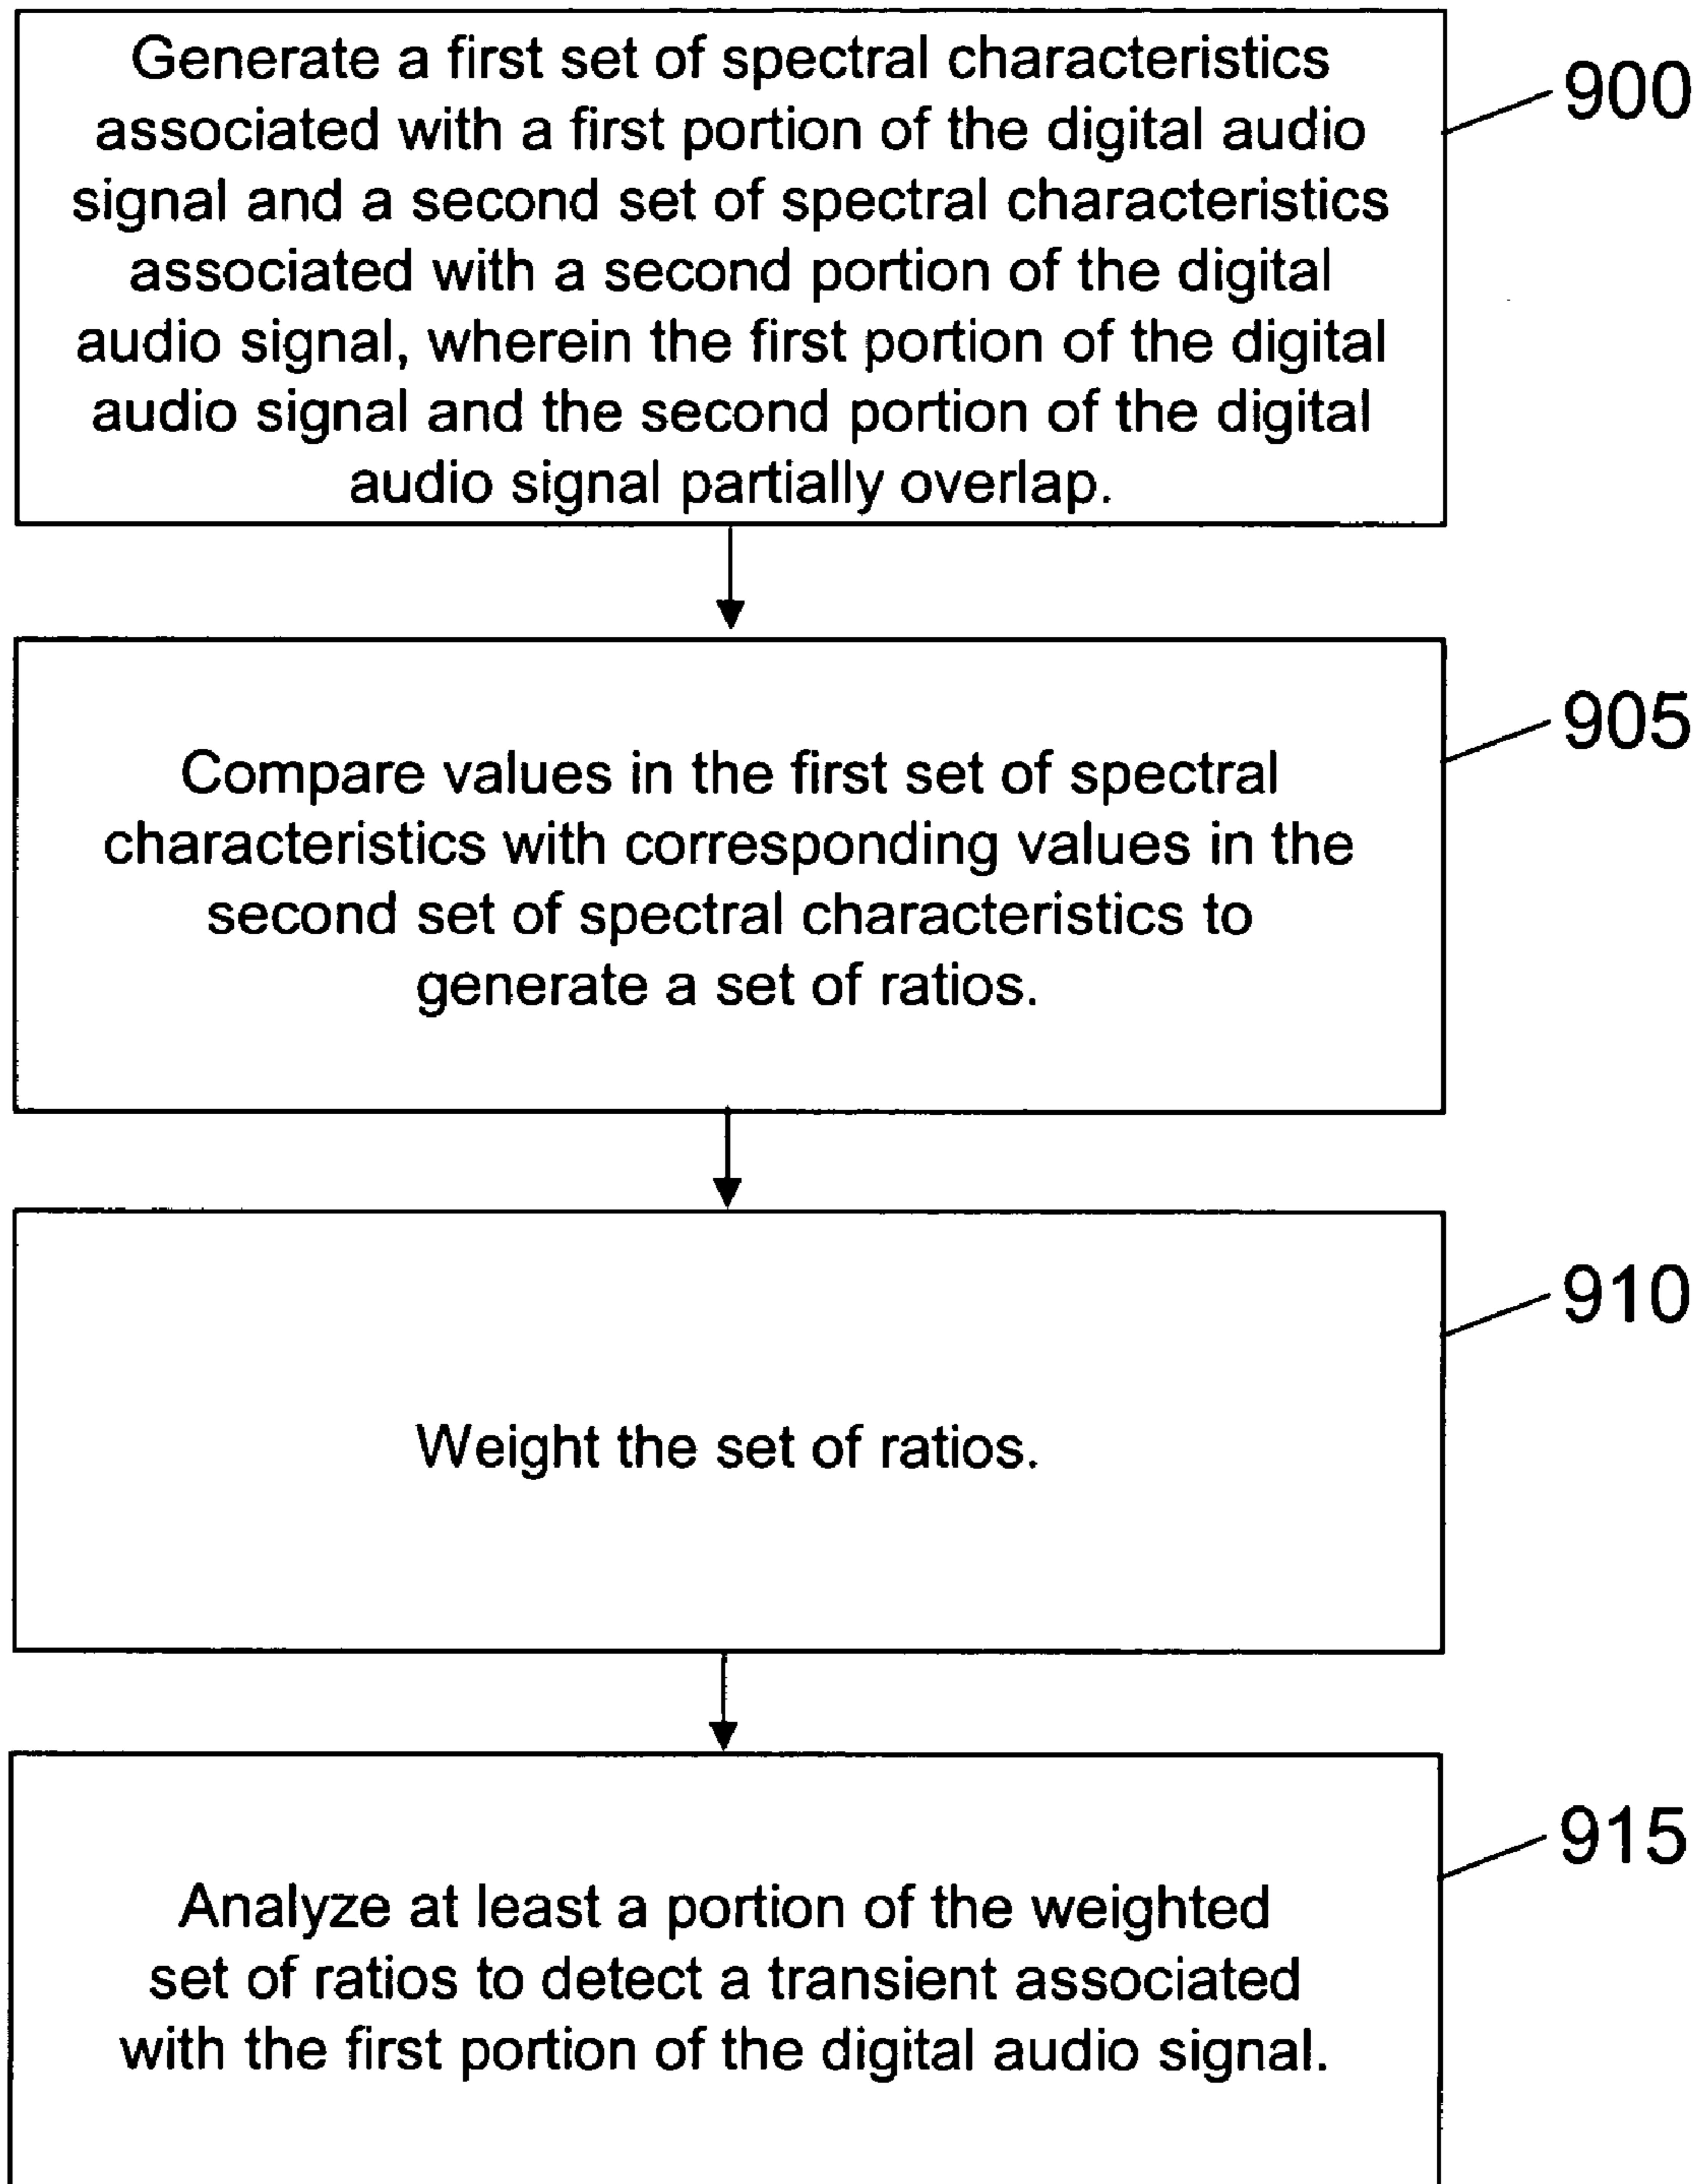 Generate a first set of spectral characteristics
associated with a first portion of the digital audio
signal and a second set of spectral characteristics
associated with a second portion of the digital
audio signal, wherein the first portion of the digital
audio signal and the second portion of the digital
audio signal partially overlap.
900
Compare values in the first set of spectral
characteristics with corresponding values in the
second set of spectral characteristics to
generate a set of ratios.
905
Weight the set of ratios.
910
Analyze at least a portion of the weighted
set of ratios to detect a transient associated
with the first portion of the digital audio signal.
915